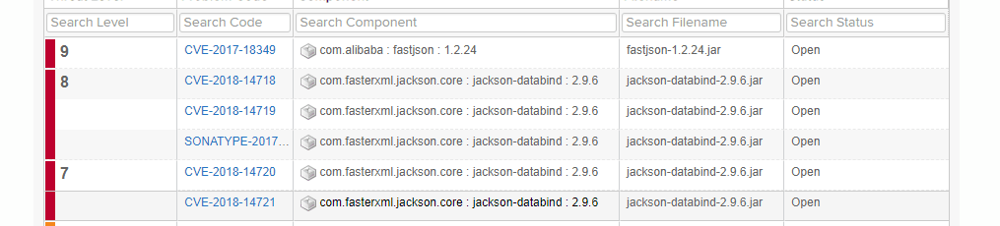 Search Level Search Code Search Component Search Filename Search Status
9 CVE-2017-18349 com.alibaba : fastjson : 1.2.24 fastjson-1.2.24.jar Open
8 CVE-2018-14718 com.fasterxml.jackson.core : jackson-databind : 2.9.6 jackson-databind-2.9.6.jar Open
CVE-2018-14719 com.fasterxml.jackson.core : jackson-databind : 2.9.6 jackson-databind-2.9.6.jar Open
SONATYPE-2017... com.fasterxml.jackson.core : jackson-databind : 2.9.6 jackson-databind-2.9.6.jar Open
7 CVE-2018-14720 com.fasterxml.jackson.core : jackson-databind : 2.9.6 jackson-databind-2.9.6.jar Open
CVE-2018-14721 com.fasterxml.jackson.core : jackson-databind : 2.9.6 jackson-databind-2.9.6.jar Open